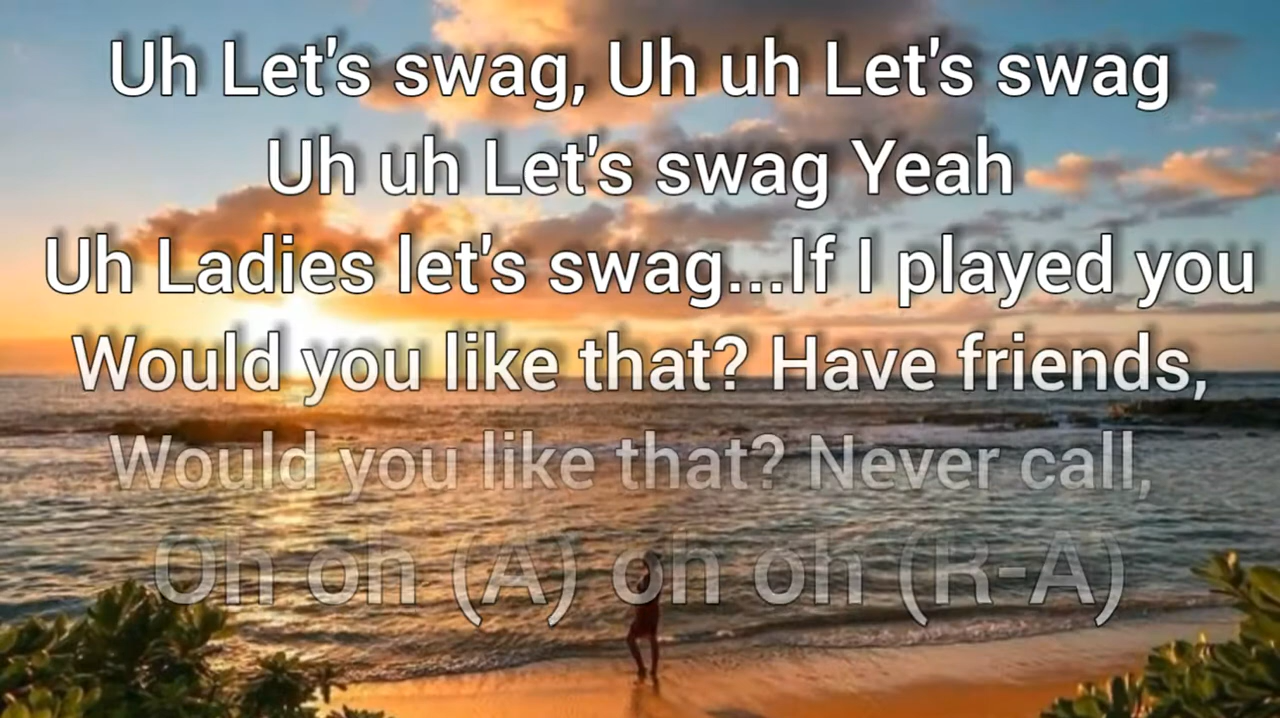 Uh Let's swag, Uh uh Let's swag
Uh uh Let's swag Yeah
Uh Ladies let's swag...If I played you
Would you like that? Have friends,
Would you like that? Never call,
Oh oh (A) oh oh (R-A)